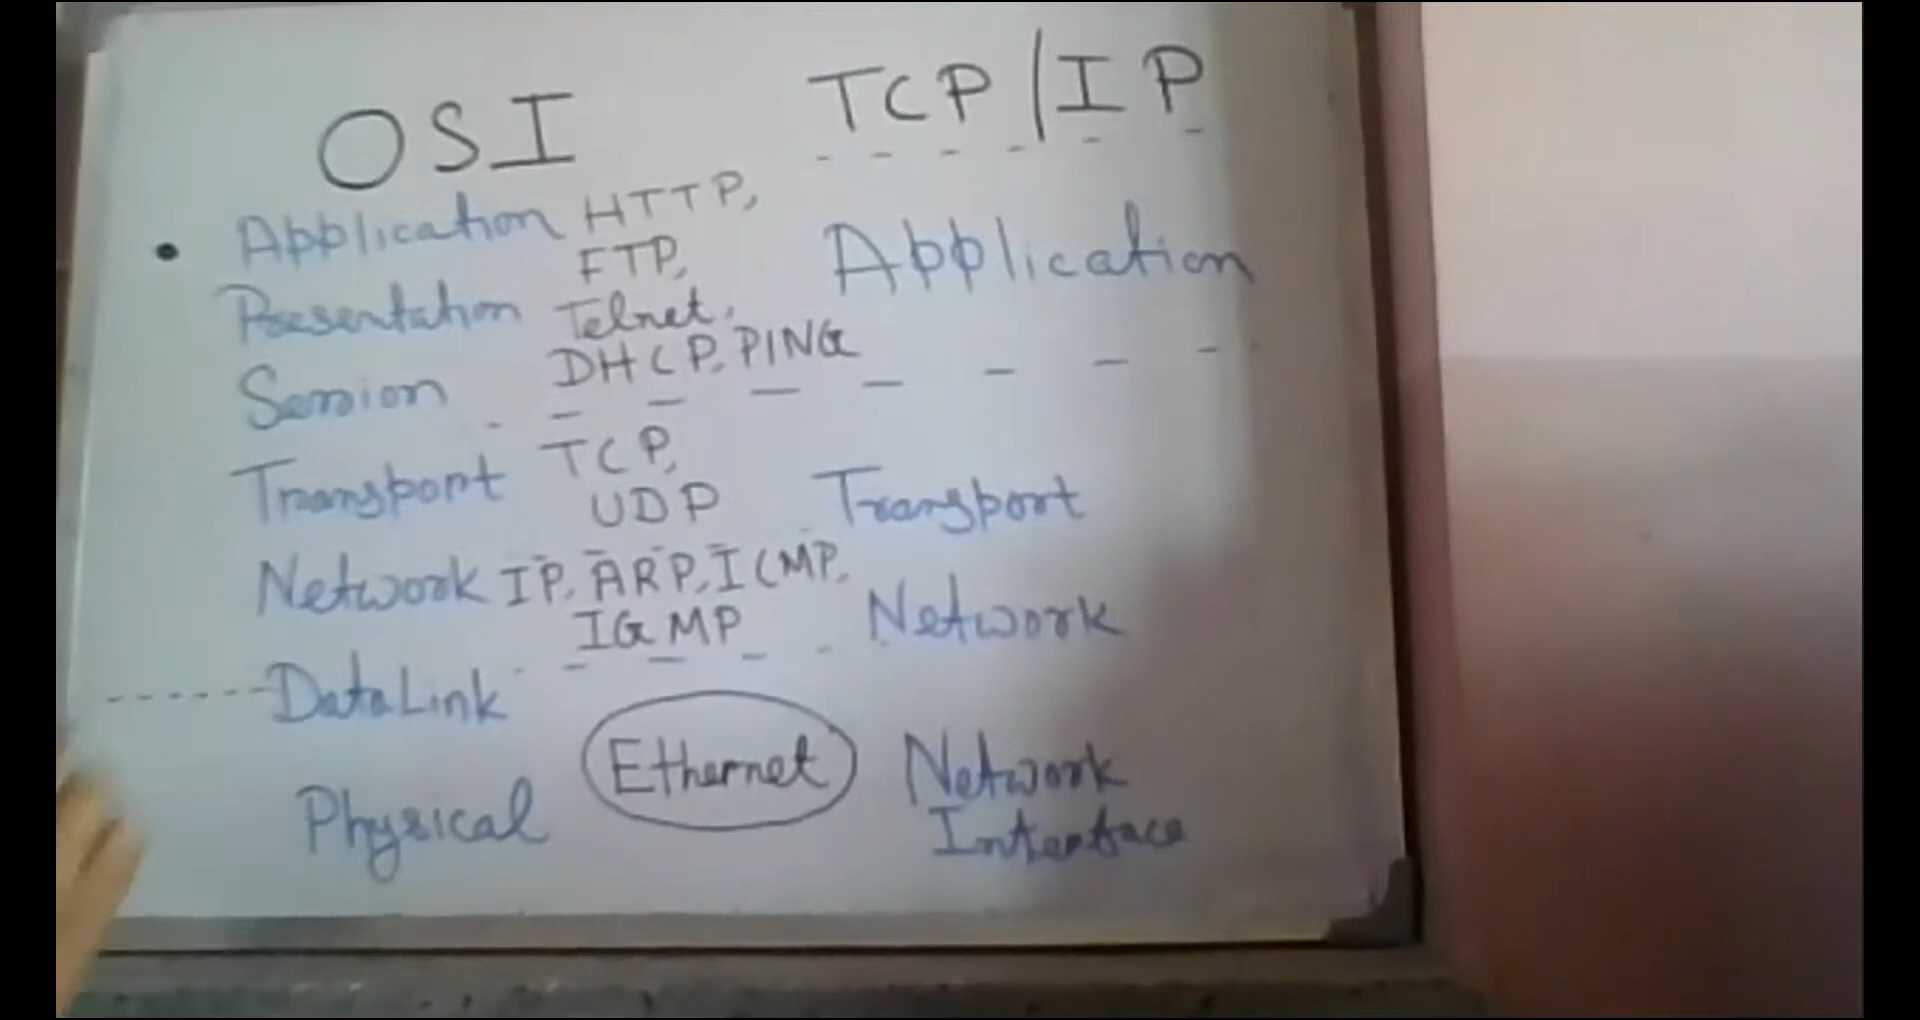 OSI TCP/IP
Application HTTP,
FTP,
Application
Presentation Telnet,
DHCP, PING
Session
Transport TCP,
UDP
Transport
Network IP, ARP, ICMP,
IGMP
Network
DataLink
Ethernet
Network
Interface
Physical